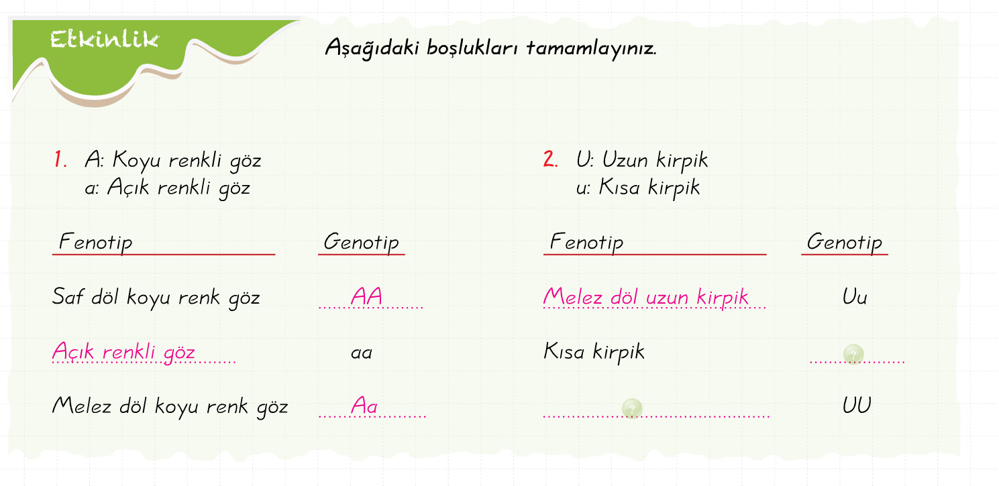 Etkinlik
Aşağıdaki boşlukları tamamlayınız.
1. A: Koyu renkli göz
a: Açık renkli göz
Fenotip Genotip
Saf döl koyu renk göz AA
Açık renkli göz aa
Melez döl koyu renk göz Aa
2. U: Uzun kirpik
u: Kısa kirpik
Fenotip Genotip
Melez döl uzun kirpik Uu
Kısa kirpik ?
? UU